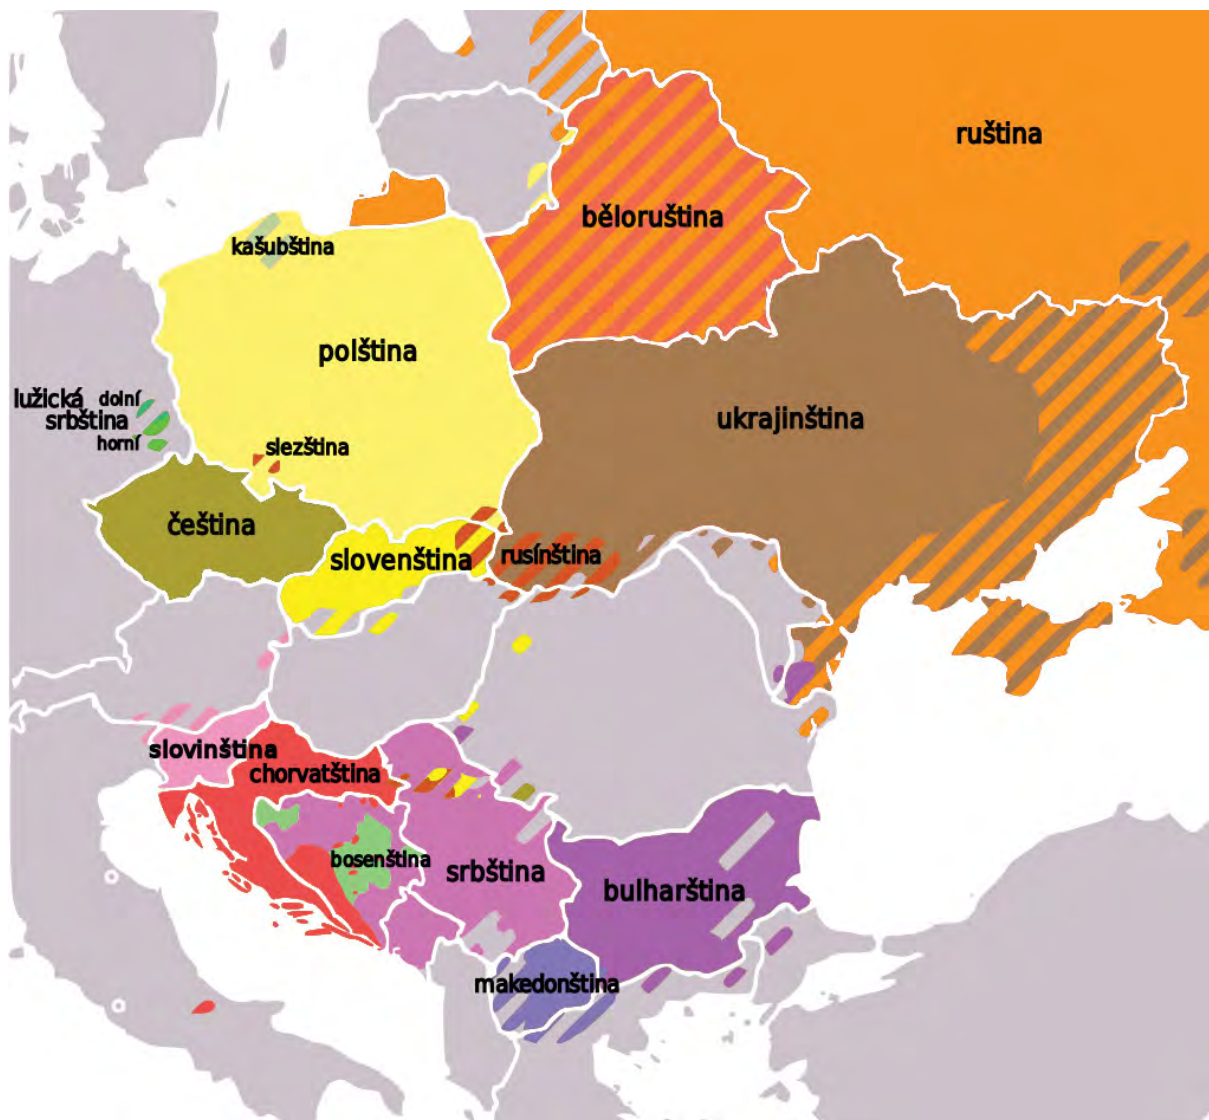 ruština
běloruština
kašubština
polština
lužická dolní
srbština
horní
slezština
ukrajinština
čeština
slovenština
rusínština
slovinština
chorvatština
bosenština
srbština
bulharština
makedonština